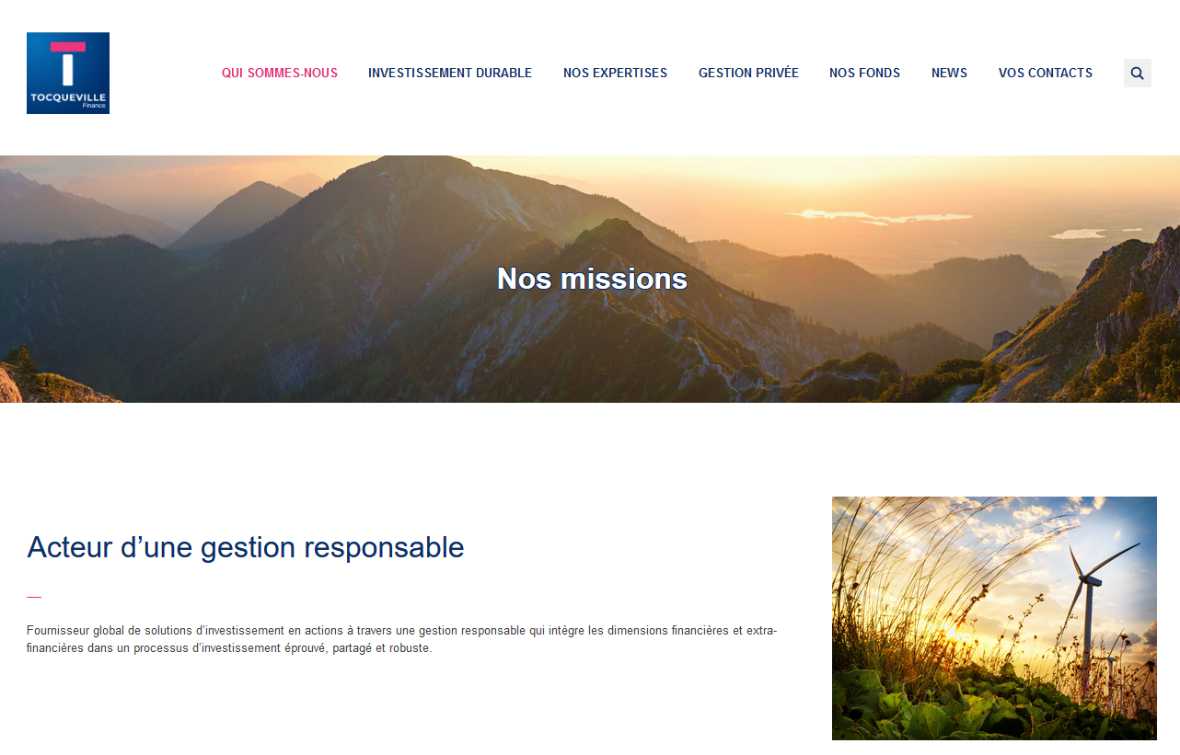 T
TOCQUEVILLE
Finance
QUI SOMMES-NOUS INVESTISSEMENT DURABLE NOS EXPERTISES GESTION PRIVÉE NOS FONDS NEWS VOS CONTACTS
Nos missions
Acteur d’une gestion responsable
Fournisseur global de solutions d’investissement en actions à travers une gestion responsable qui intègre les dimensions financières et extra-
financières dans un processus d’investissement éprouvé, partagé et robuste.